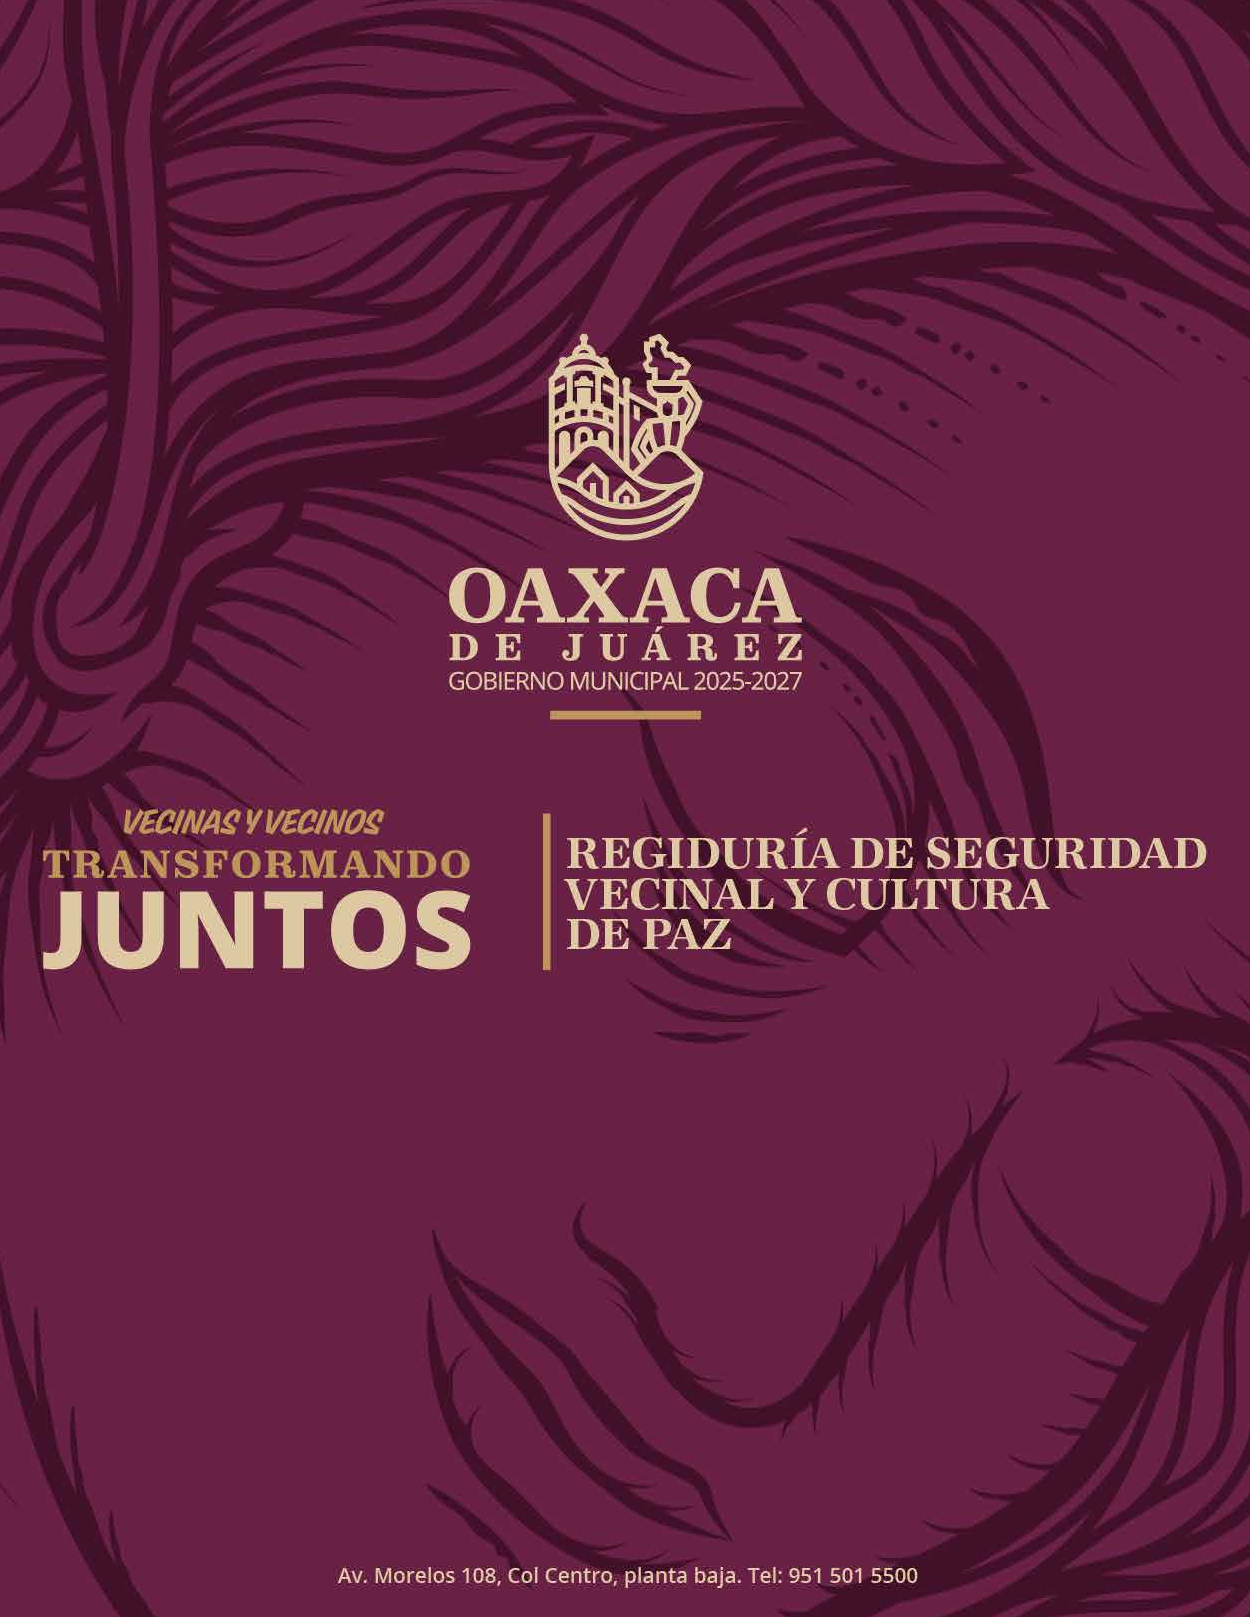 OAXACA
DE JUÁREZ
GOBIERNO MUNICIPAL 2025-2027
VECINAS Y VECINOS
TRANSFORMANDO
JUNTOS
REGIDURÍA DE SEGURIDAD
VECINAL Y CULTURA
DE PAZ
Av. Morelos 108, Col Centro, planta baja. Tel: 951 501 5500